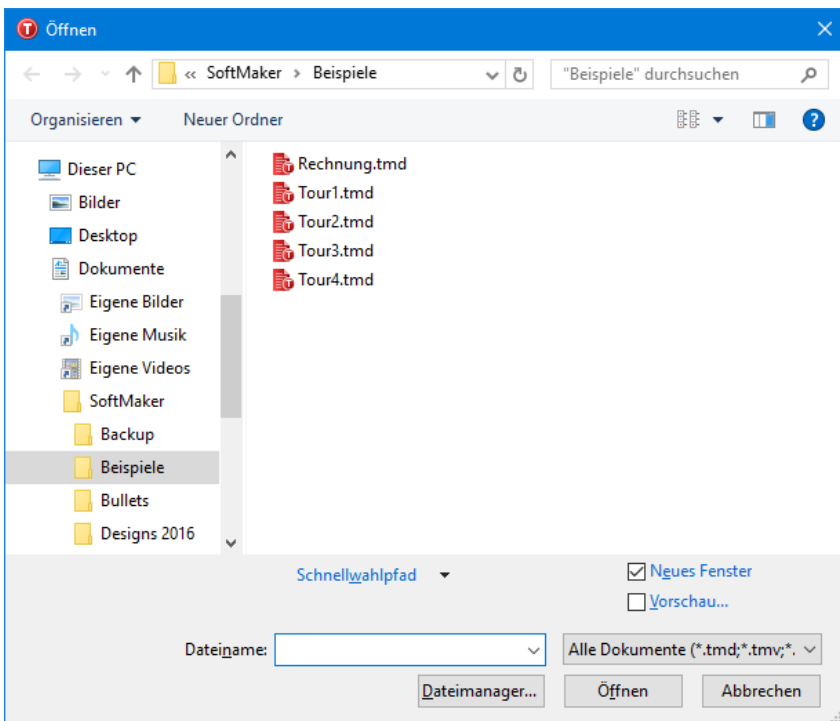 Öffnen
« SoftMaker > Beispiele
"Beispiele" durchsuchen
Organisieren
Neuer Ordner
Dieser PC
Bilder
Desktop
Dokumente
Eigene Bilder
Eigene Musik
Eigene Videos
SoftMaker
Backup
Beispiele
Bullets
Designs 2016
Rechnung.tmd
Tour1.tmd
Tour2.tmd
Tour3.tmd
Tour4.tmd
Schnellwahlpfad
Neues Fenster
Vorschau...
Dateiname:
Alle Dokumente (*.tmd;*.tmv;*.
Dateimanager...
Öffnen
Abbrechen